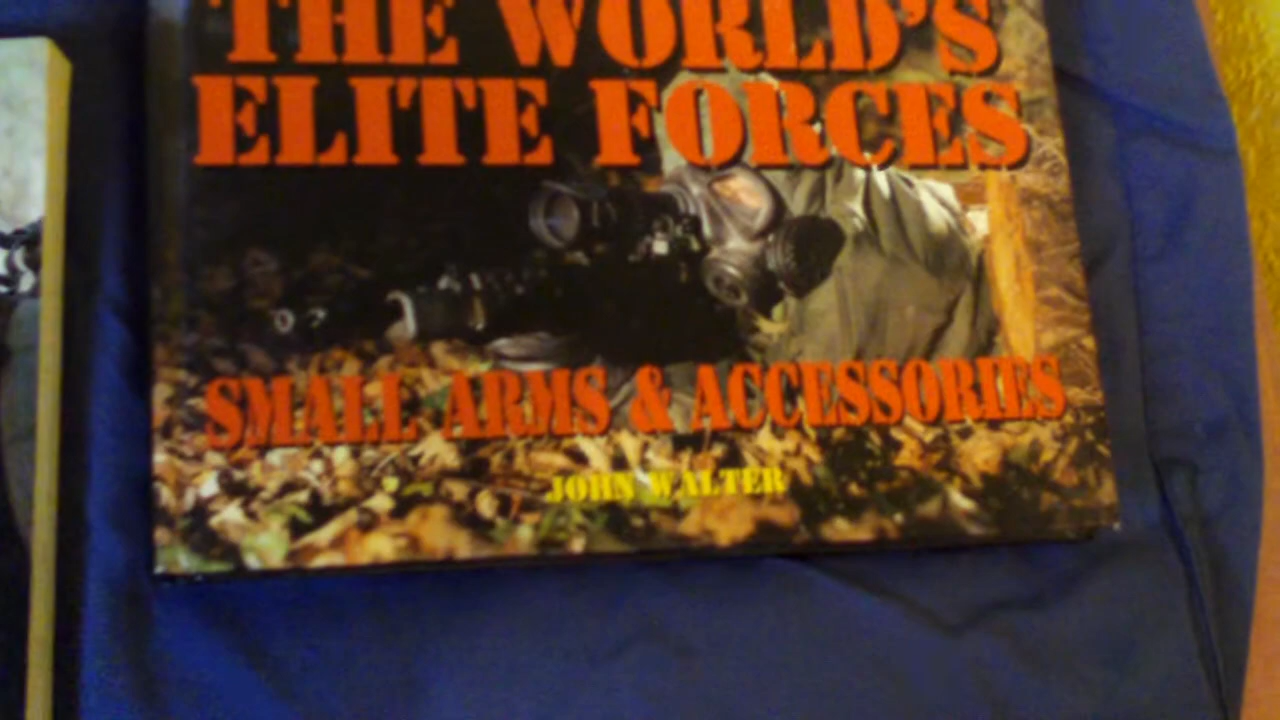 THE WORLD'S
ELITE FORCES
SMALL ARMS & ACCESSORIES
JOHN WALTER